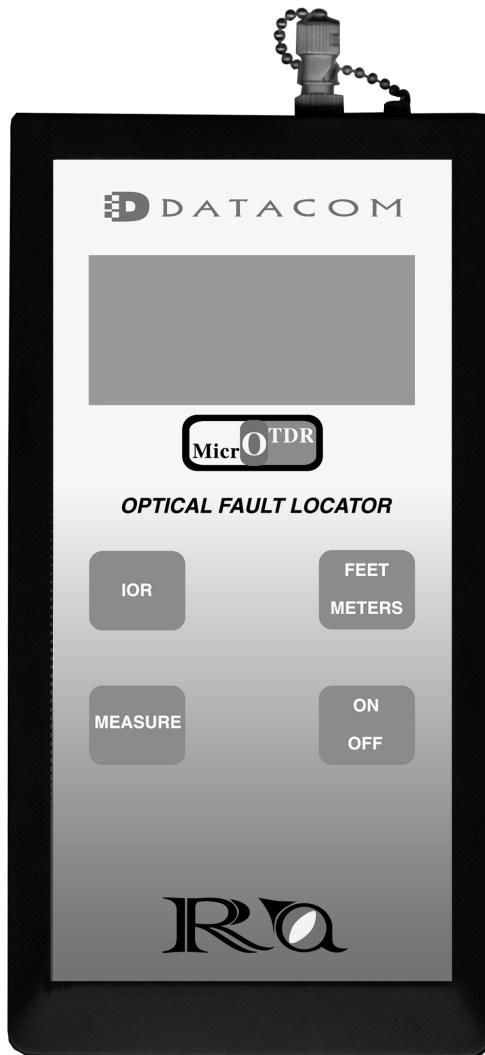 DATACOM
MicrOTDR
OPTICAL FAULT LOCATOR
IOR
FEET
METERS
MEASURE
ON
OFF
Ra